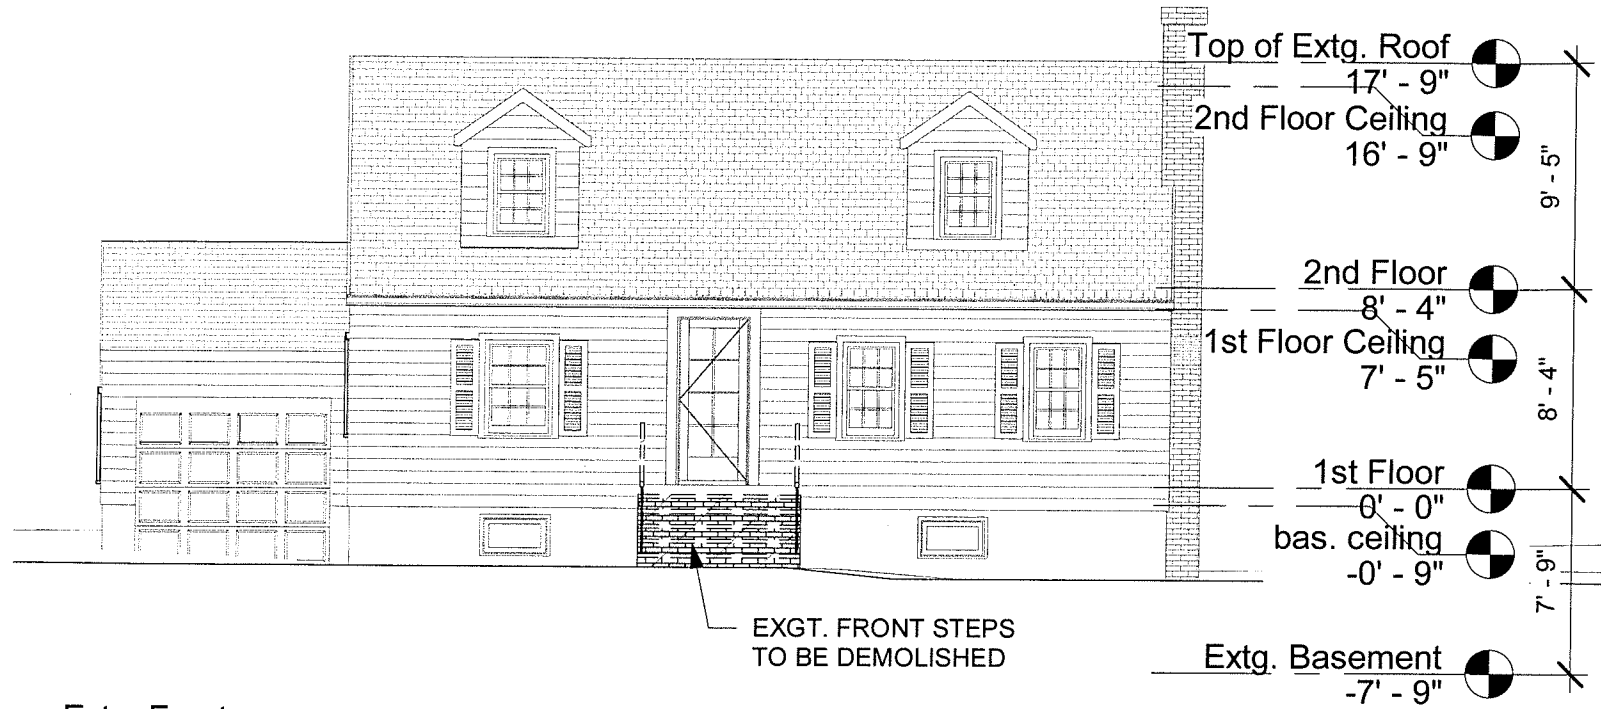 Top of Extg. Roof
17' - 9"
2nd Floor Ceiling
16' - 9"
9' - 5"
2nd Floor
8' - 4"
1st Floor Ceiling
7' - 5"
8' - 4"
1st Floor
0' - 0"
bas. ceiling
-0' - 9"
7' - 9"
EXGT. FRONT STEPS
TO BE DEMOLISHED
Extg. Basement
-7' - 9"